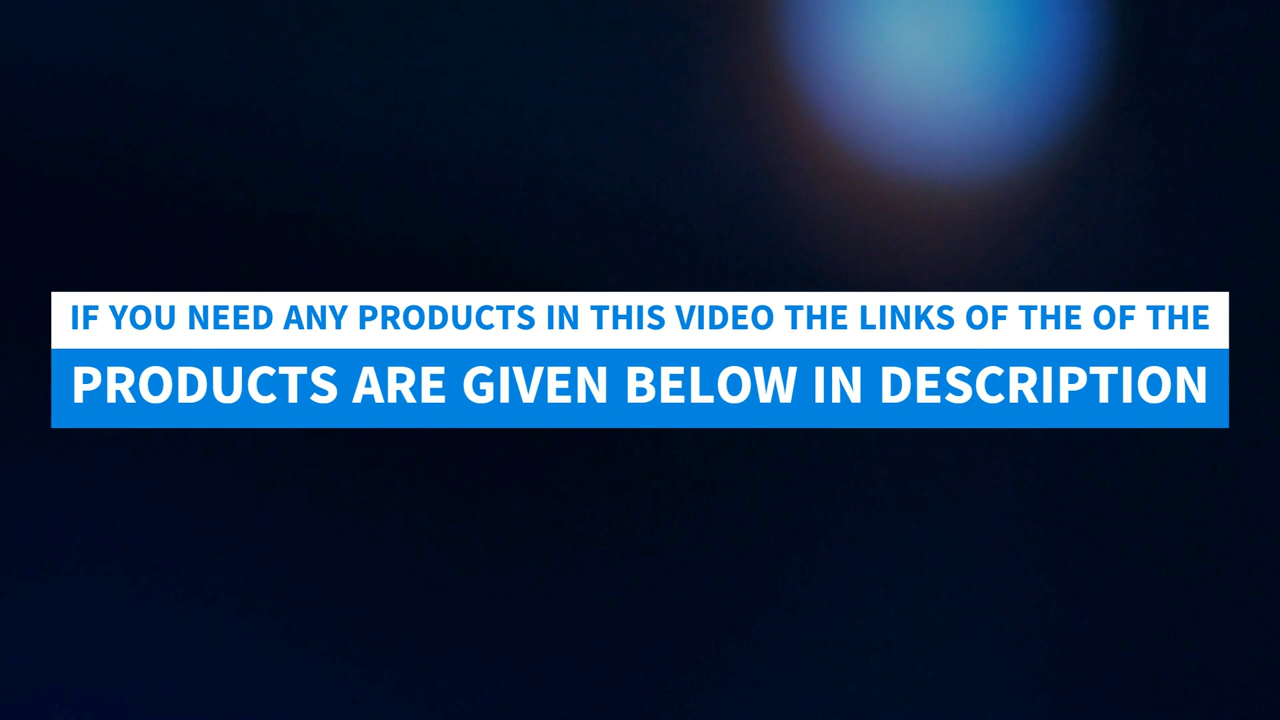 IF YOU NEED ANY PRODUCTS IN THIS VIDEO THE LINKS OF THE OF THE
PRODUCTS ARE GIVEN BELOW IN DESCRIPTION